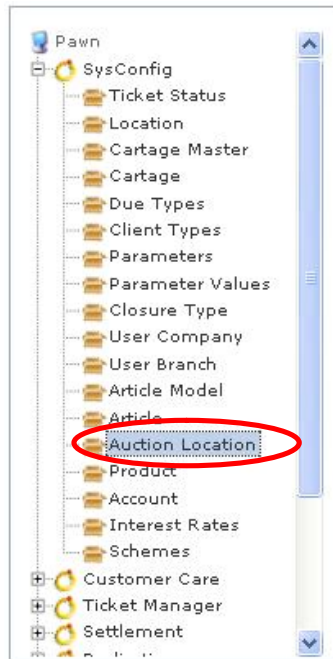 Pawn
SysConfig
Ticket Status
Location
Cartage Master
Cartage
Due Types
Client Types
Parameters
Parameter Values
Closure Type
User Company
User Branch
Article Model
Article
Auction Location
Product
Account
Interest Rates
Schemes
Customer Care
Ticket Manager
Settlement